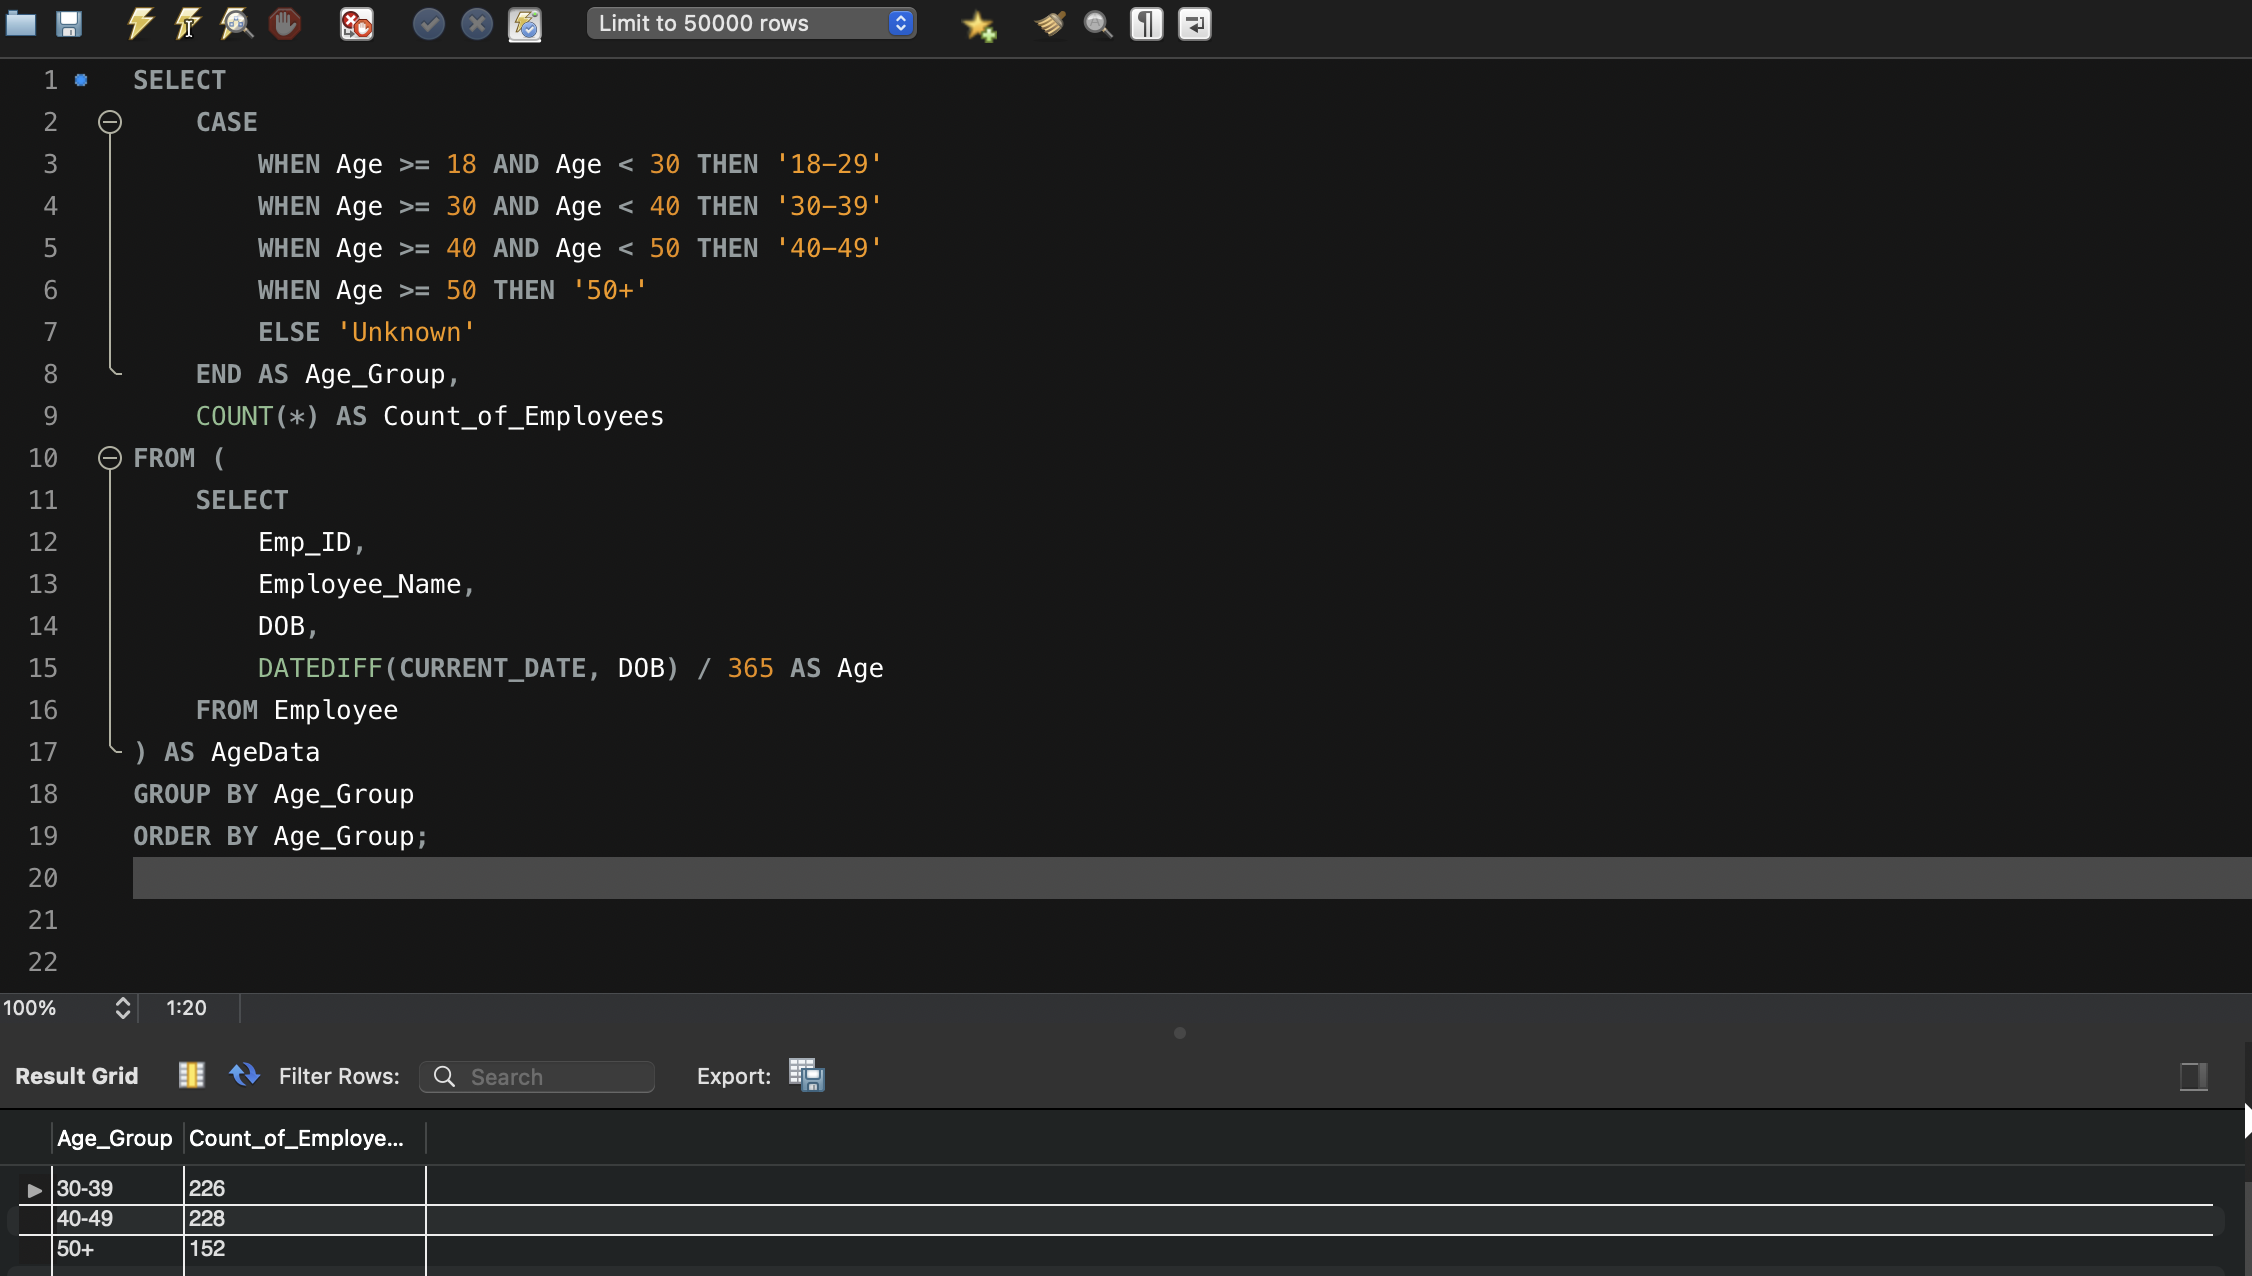 Limit to 50000 rows
1 SELECT
2 CASE
3 WHEN Age >= 18 AND Age < 30 THEN '18-29'
4 WHEN Age >= 30 AND Age < 40 THEN '30-39'
5 WHEN Age >= 40 AND Age < 50 THEN '40-49'
6 WHEN Age >= 50 THEN '50+'
7 ELSE 'Unknown'
8 END AS Age_Group,
9 COUNT(*) AS Count_of_Employees
10 FROM (
11 SELECT
12 Emp_ID,
13 Employee_Name,
14 DOB,
15 DATEDIFF(CURRENT_DATE, DOB) / 365 AS Age
16 FROM Employee
17 ) AS AgeData
18 GROUP BY Age_Group
19 ORDER BY Age_Group;
20
21
22
100% 1:20
Result Grid Filter Rows: Search Export:
Age_Group Count_of_Employe...
30-39 226
40-49 228
50+ 152